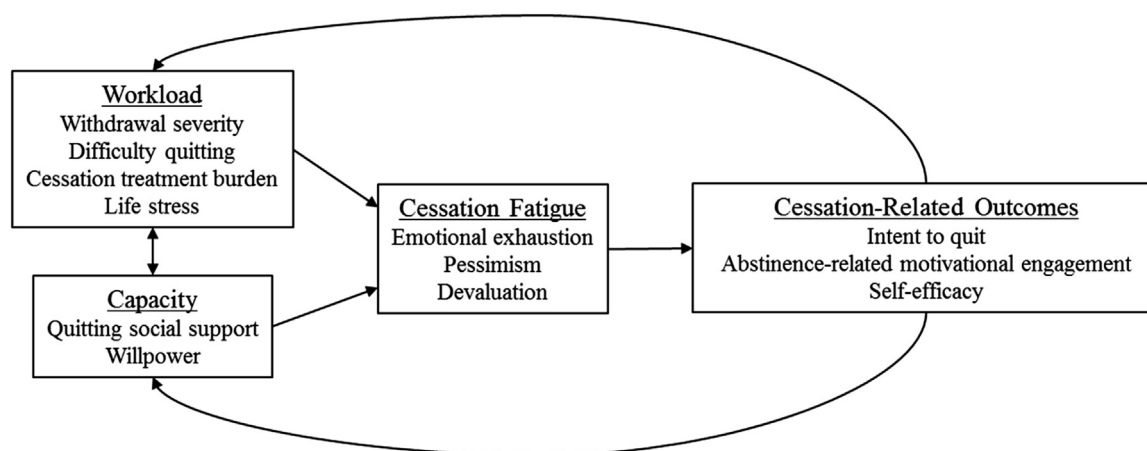 Workload
Withdrawal severity
Difficulty quitting
Cessation treatment burden
Life stress
Capacity
Quitting social support
Willpower
Cessation Fatigue
Emotional exhaustion
Pessimism
Devaluation
Cessation-Related Outcomes
Intent to quit
Abstinence-related motivational engagement
Self-efficacy